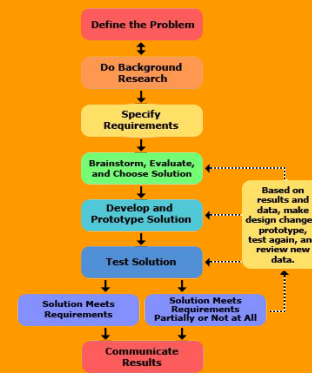 Define the Problem
Do Background
Research
Specify
Requirements
Brainstorm, Evaluate,
and Choose Solution
Develop and
Prototype Solution
Test Solution
Based on
results and
data, make
design change
prototype,
test again, an
review new
data.
Solution Meets
Requirements
Solution Meets
Requirements
Partially or Not at All
Communicate
Results